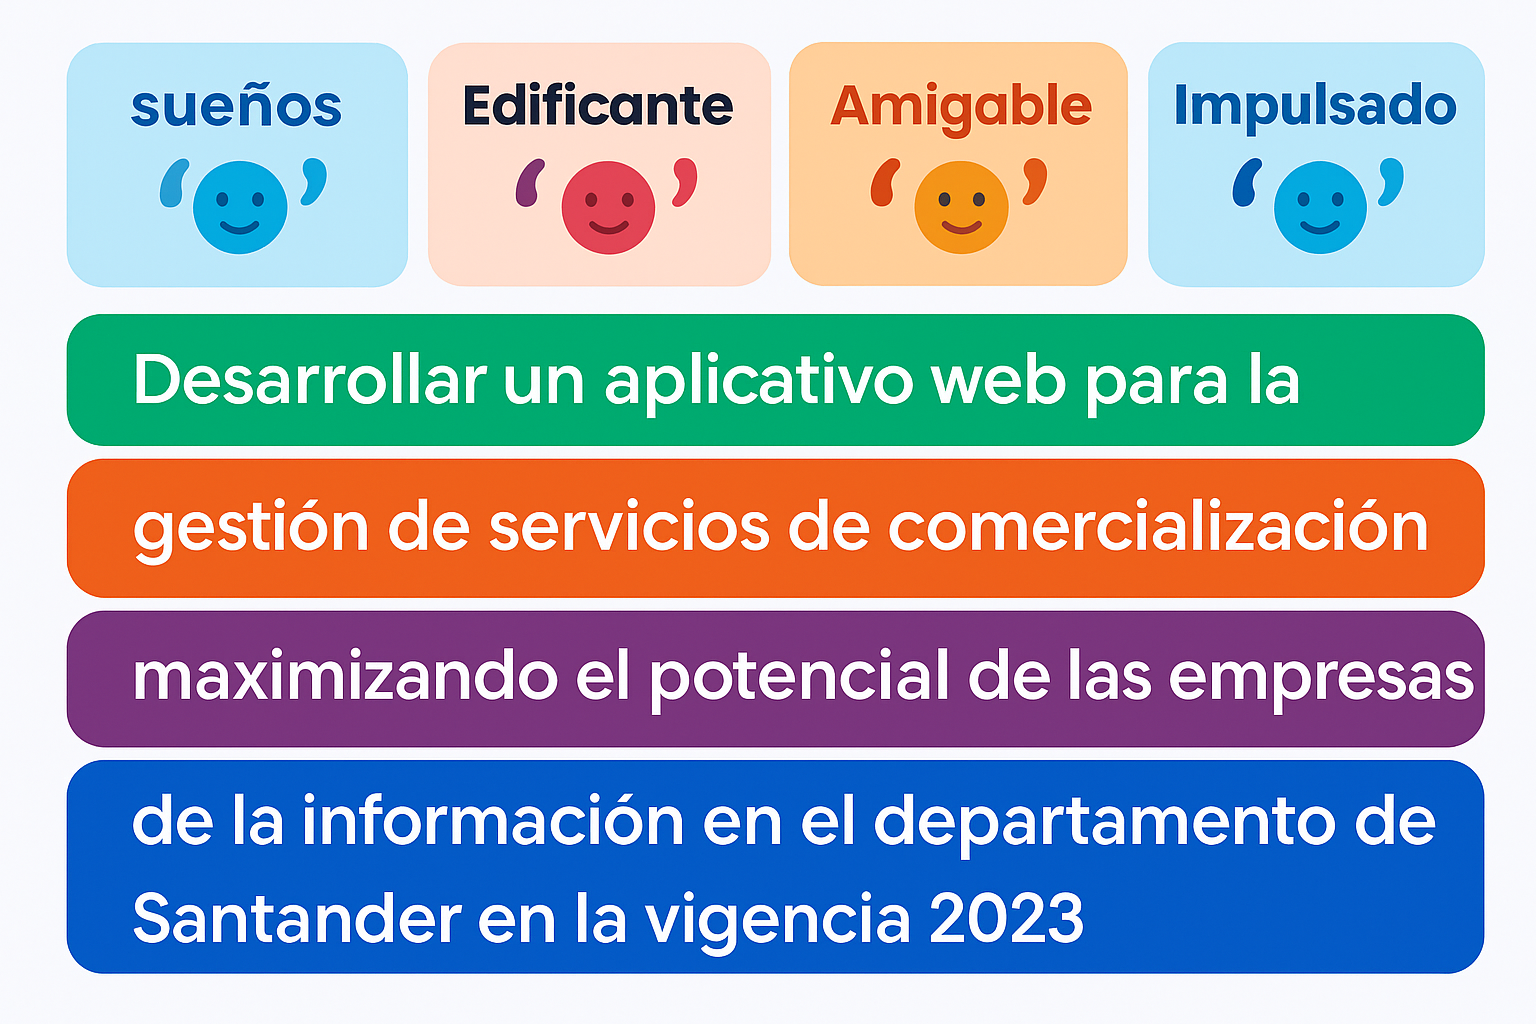 sueños
Edificante
Amigable
Impulsado
Desarrollar un aplicativo web para la
gestión de servicios de comercialización
maximizando el potencial de las empresas
de la información en el departamento de
Santander en la vigencia 2023